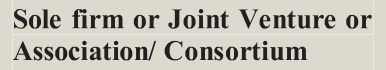 Sole firm or Joint Venture or
Association/ Consortium